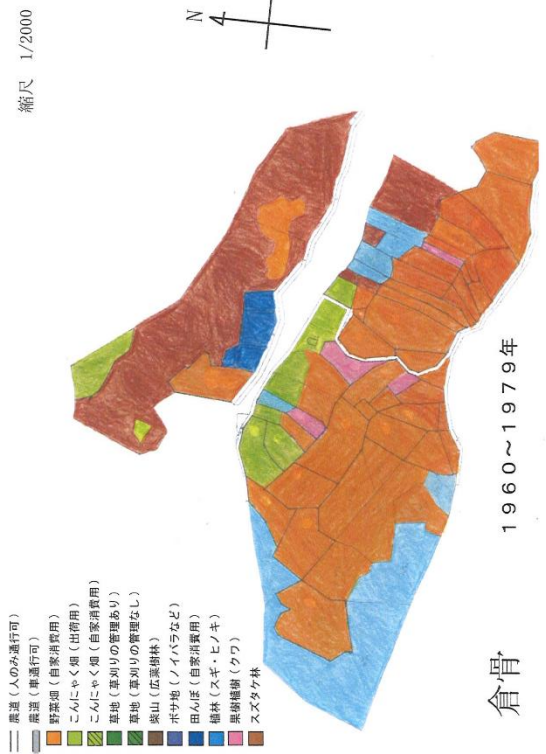 縮尺 1/2000
N
農道(人のみ通行可)
農道(車通行可)
野菜畑(自家消費用)
こんにゃく畑(出荷用)
こんにゃく畑(自家消費用)
草地(草刈りの管理あり)
草地(草刈りの管理なし)
柴山(広葉樹林)
ボサ地(ノイバラなど)
田んぼ(自家消費用)
植林(スギ・ヒノキ)
果樹植樹(クワ)
スズタケ林
1960~1979年
倉骨